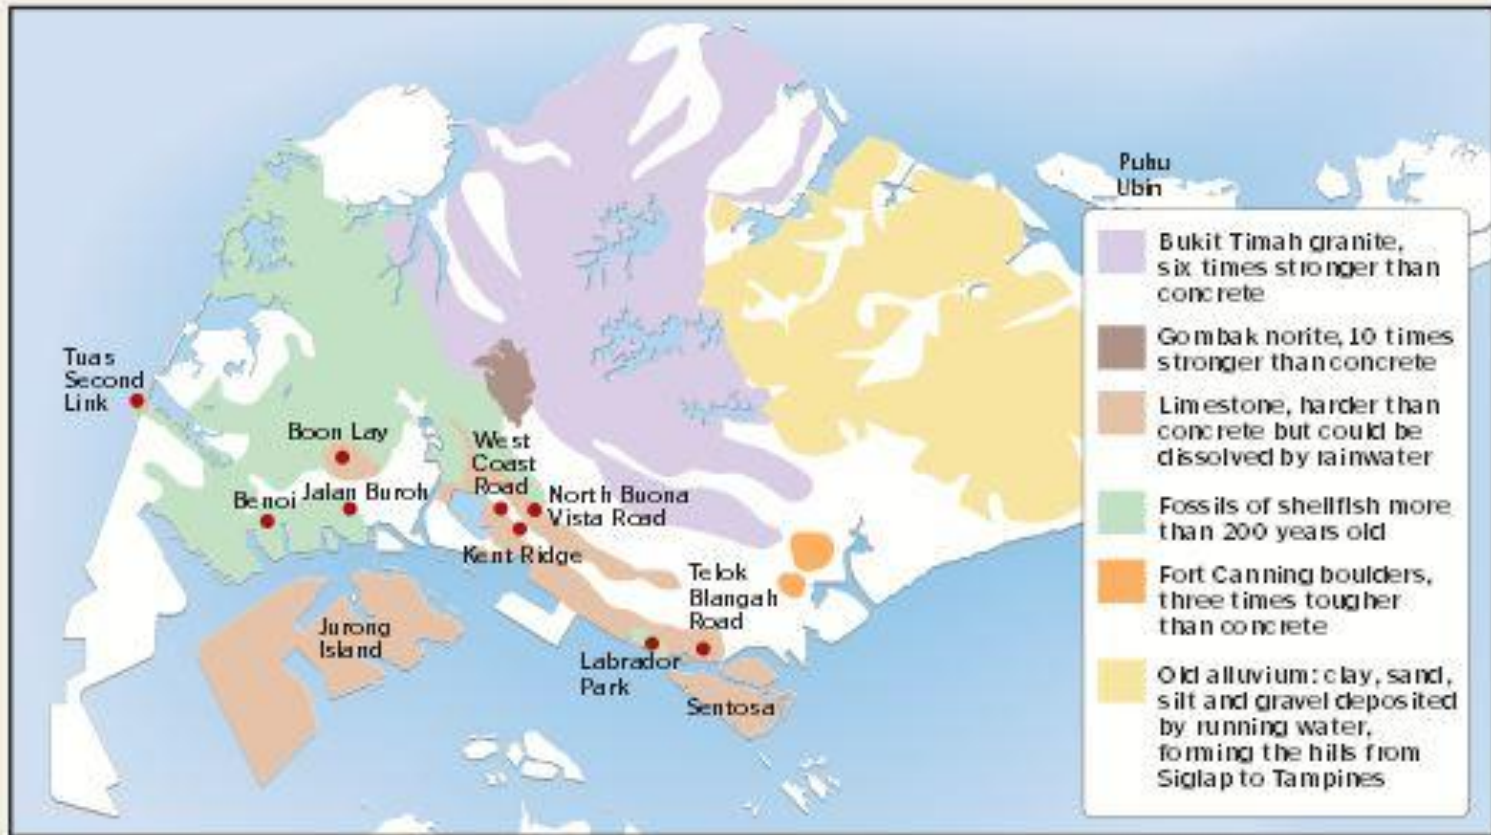 Puhu
Ubin
Bukit Timah granite,
six times stronger than
concrete
Gombak norite, 10 times
stronger than concrete
Limestone, harder than
concrete but could be
dissolved by rainwater
Fossils of shellfish more
than 200 years old
Fort Canning boulders,
three times tougher
than concrete
Old alluvium: clay, sand,
silt and gravel deposited
by running water,
forming the hills from
Siglap to Tampines
Tuas
Second
Link
Boon Lay
West
Coast
Road
Benoi
Jalan Buroh
North Buona
Vista Road
Kent Ridge
Telok
Blangah
Road
Jurong
Island
Labrador
Park
Sentosa